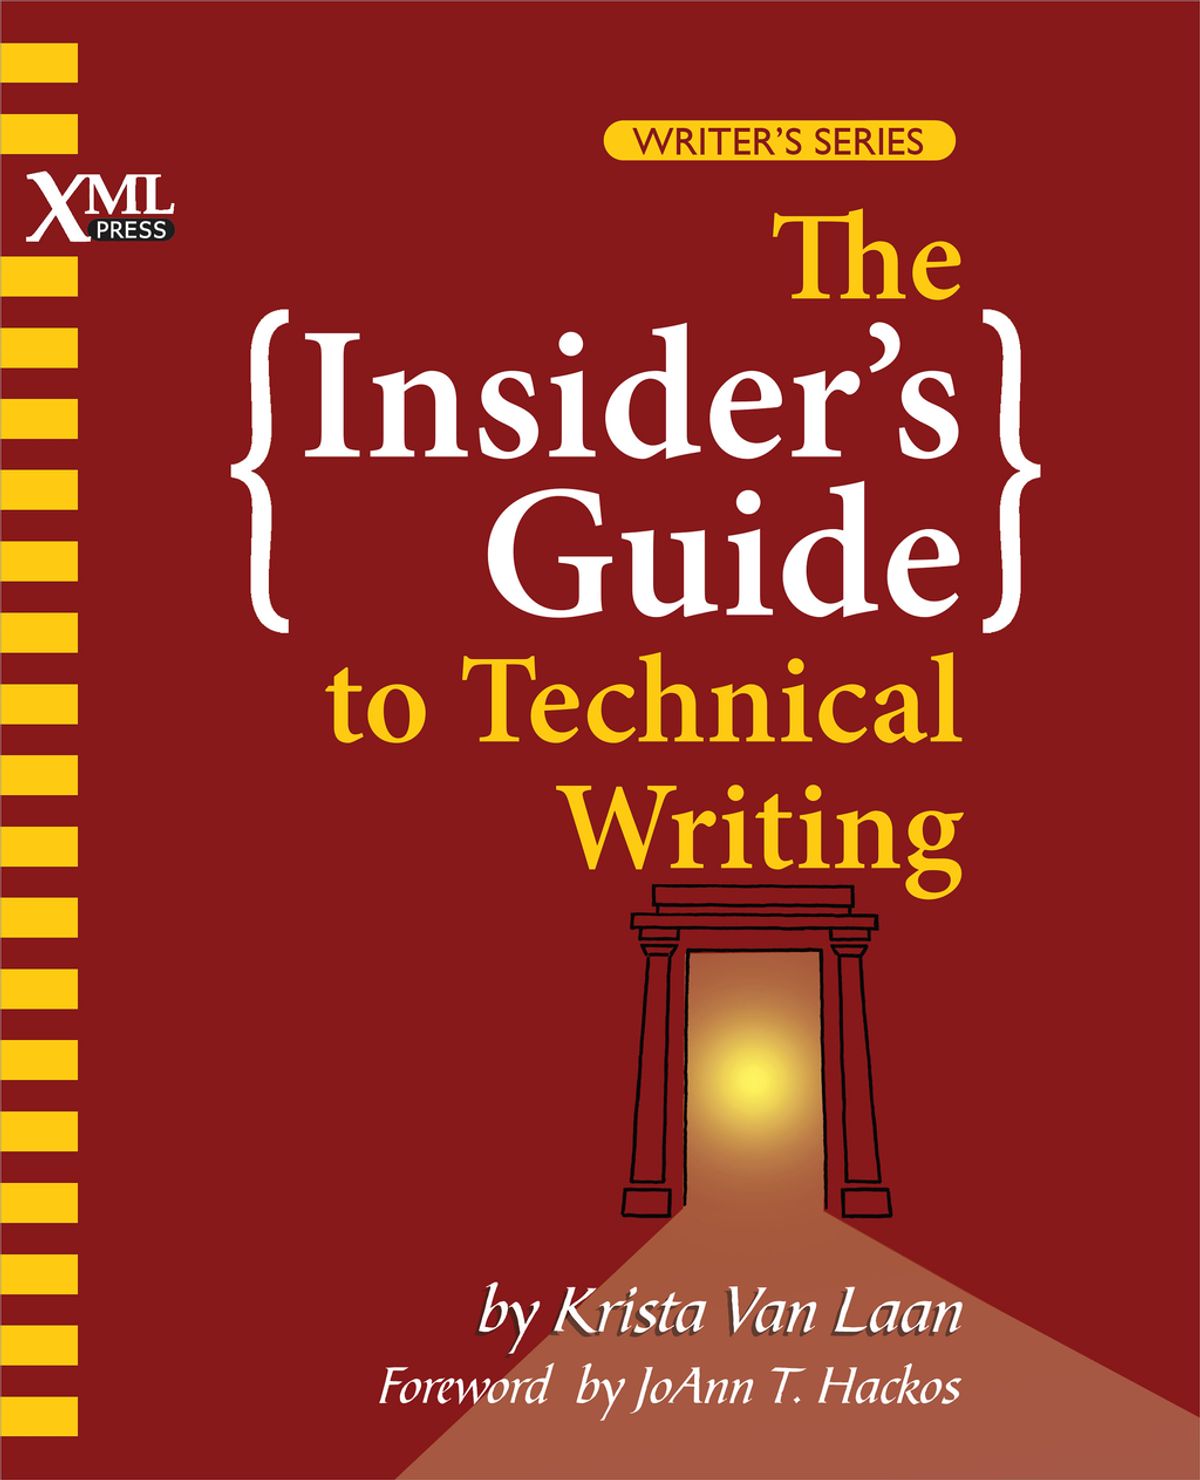 WRITER’S SERIES
XML
PRESS
The
{Insider’s
Guide}
to Technical
Writing
by Krista Van Laan
Foreword by JoAnn T. Hackos